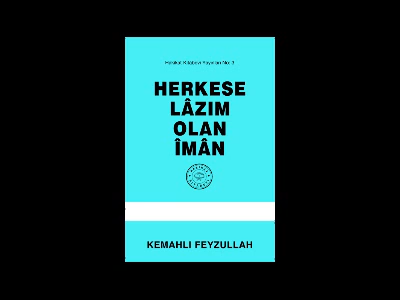 Hakikat Kitabevi Yayınları No: 3
HERKESE
LÂZIM
OLAN
ÎMÂN
KEMAHLI FEYZULLAH